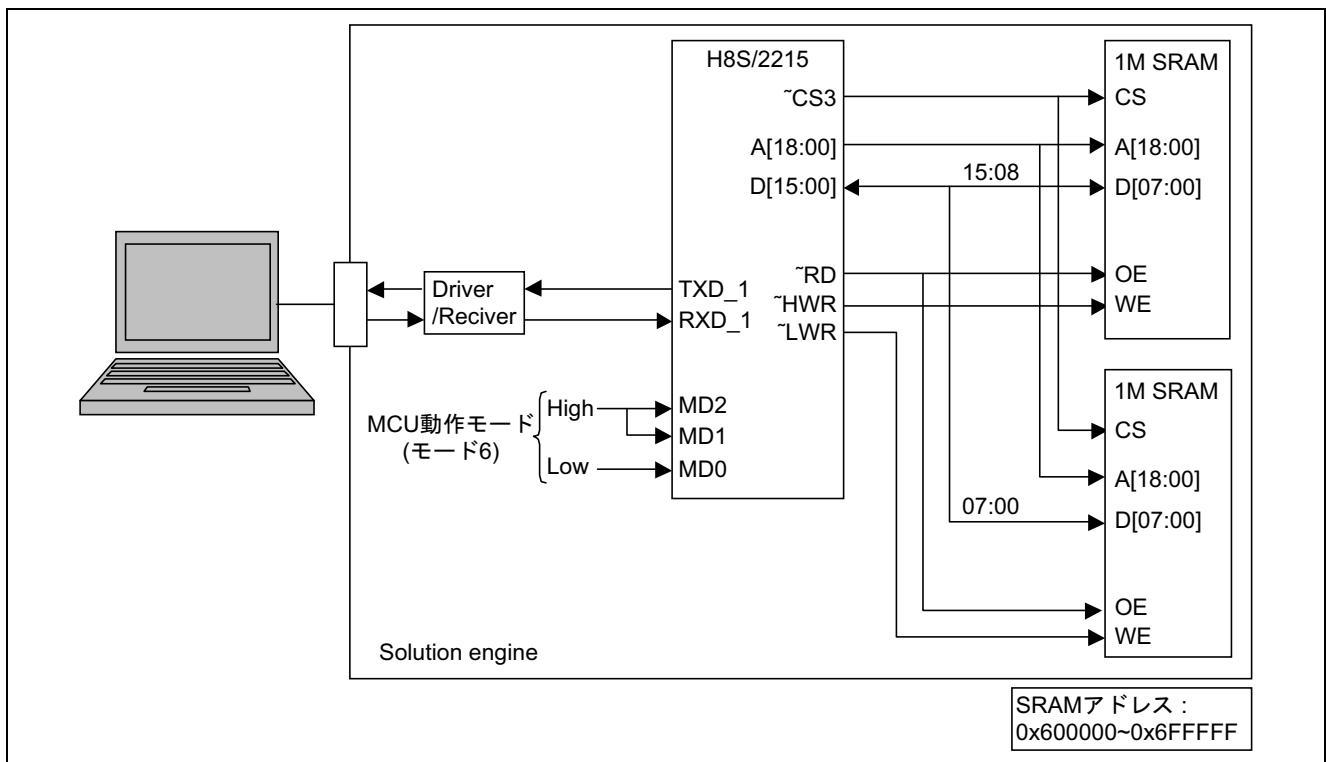 H8S/2215
~CS3
A[18:00]
D[15:00]
~RD
~HWR
~LWR
TXD_1
RXD_1
MD2
MD1
MD0
Driver
/Reciver
MCU動作モード
(モード6)
High
Low
15:08
07:00
1M SRAM
CS
A[18:00]
D[07:00]
OE
WE
1M SRAM
CS
A[18:00]
D[07:00]
OE
WE
Solution engine
SRAMアドレス：
0x600000~0x6FFFFF